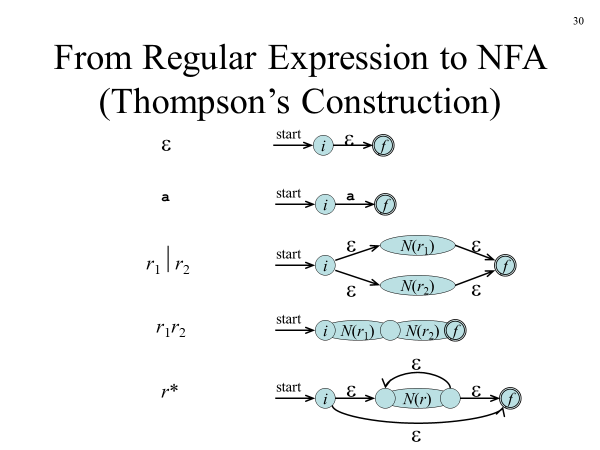 30
From Regular Expression to NFA
(Thompson's Construction)
ε start i ε f
a start i a f
r1 | r2 start i ε N(r1) ε ε N(r2) ε f
r1r2 start i N(r1) N(r2) f
r* start i ε ε N(r) ε f ε